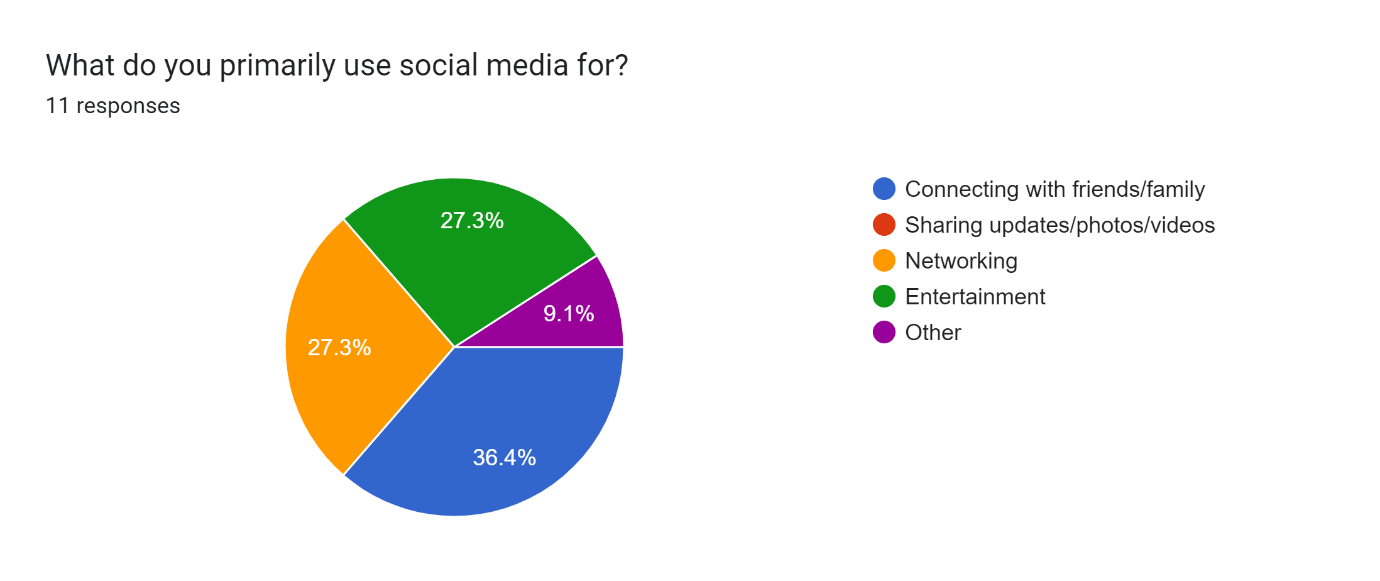 What do you primarily use social media for?
11 responses
27.3%
9.1%
27.3%
36.4%
Connecting with friends/family
Sharing updates/photos/videos
Networking
Entertainment
Other